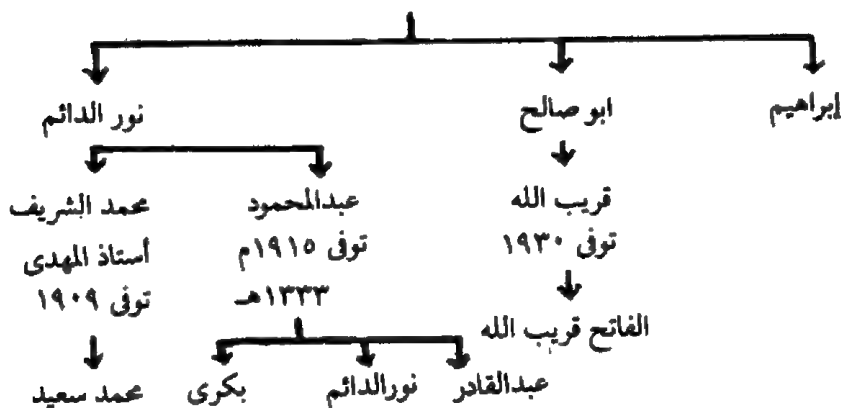 إبراهيم
ابو صالح
نور الدائم
قريب الله
توفى ١٩٣٠
عبدالمحمود
توفى ١٩١٥م
١٣٣٣هـ
محمد الشريف
أستاذ المهدى
توفى ١٩٠٩
الفاتح قريب الله
عبدالقادر
نورالدائم
بكرى
محمد سعيد